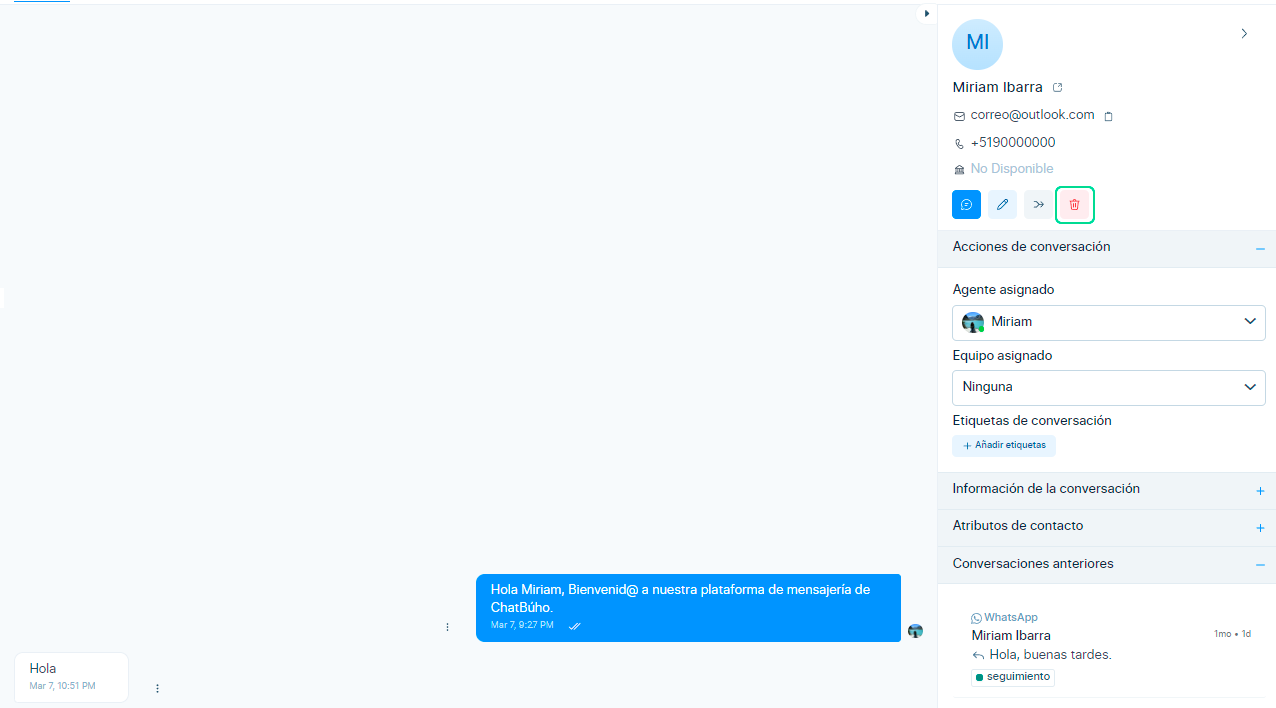 Hola Miriam, Bienvenid@ a nuestra plataforma de mensajería de
ChatBúho.
Mar 7, 9:27 PM
Hola
Mar 7, 10:51 PM
MI
Miriam Ibarra
correo@outlook.com
+5190000000
No Disponible
Acciones de conversación
Agente asignado
Miriam
Equipo asignado
Ninguna
Etiquetas de conversación
+ Añadir etiquetas
Información de la conversación
Atributos de contacto
Conversaciones anteriores
WhatsApp
Miriam Ibarra
1mo • 1d
Hola, buenas tardes.
seguimiento